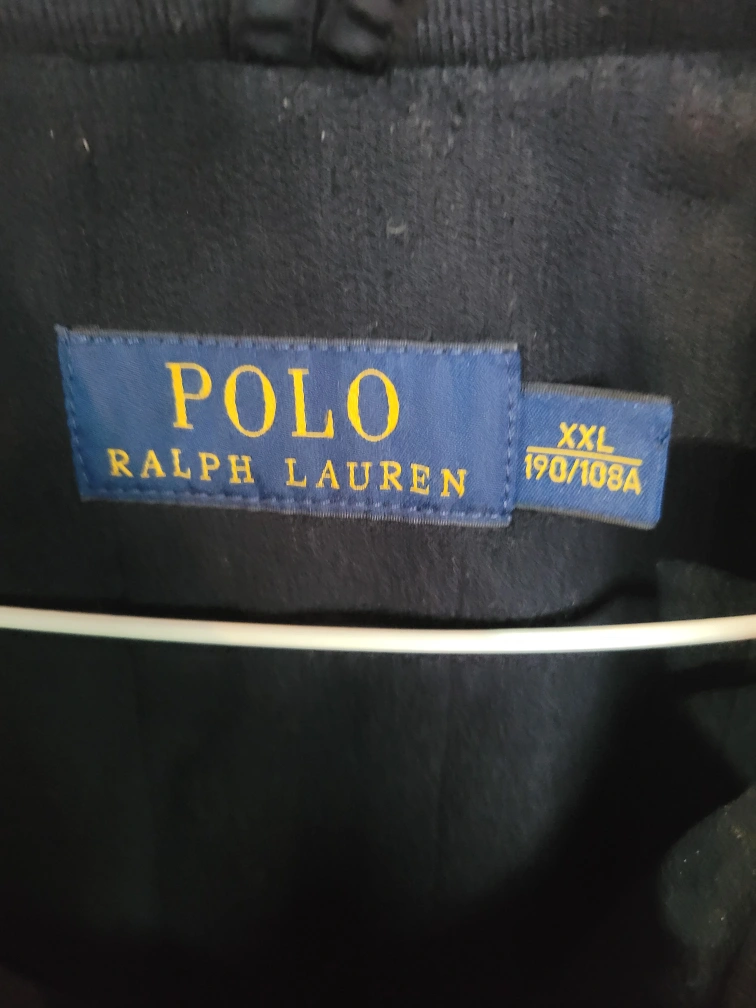 POLO
RALPH LAUREN
XXL
190/108A